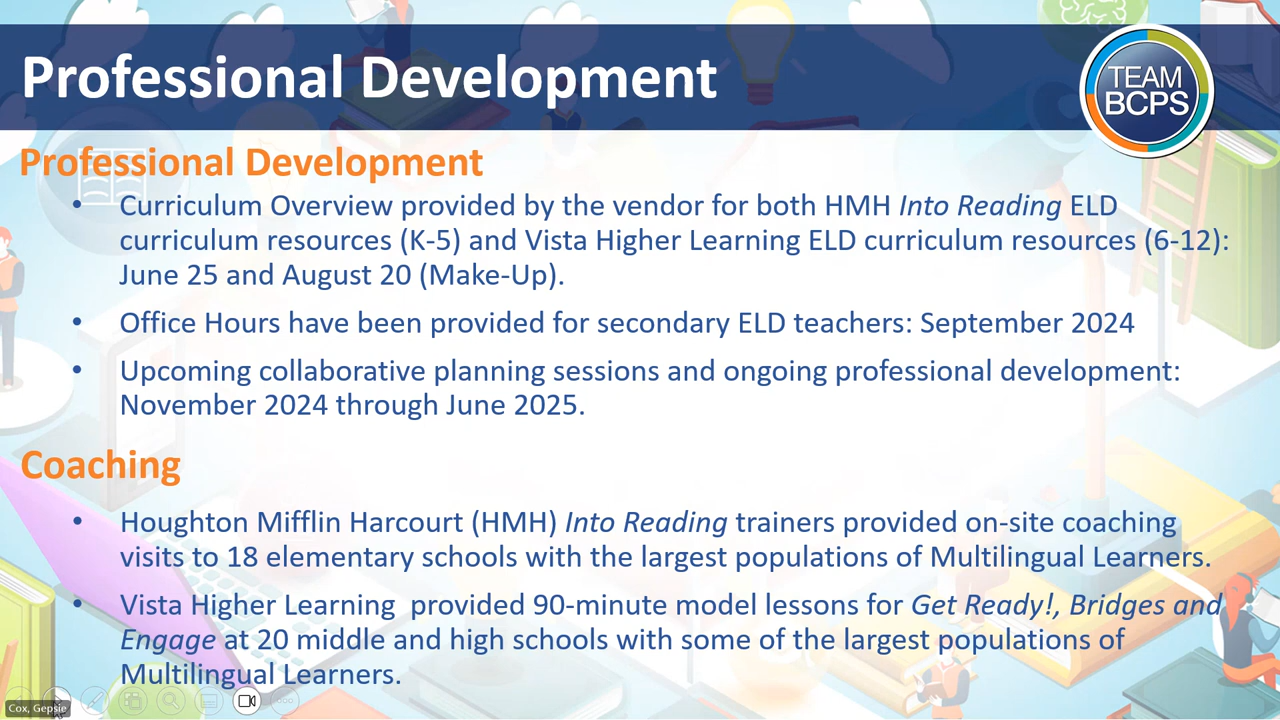 Professional Development
TEAM
BCPS
Professional Development
• Curriculum Overview provided by the vendor for both HMH Into Reading ELD
curriculum resources (K-5) and Vista Higher Learning ELD curriculum resources (6-12):
June 25 and August 20 (Make-Up).
• Office Hours have been provided for secondary ELD teachers: September 2024
• Upcoming collaborative planning sessions and ongoing professional development:
November 2024 through June 2025.
Coaching
• Houghton Mifflin Harcourt (HMH) Into Reading trainers provided on-site coaching
visits to 18 elementary schools with the largest populations of Multilingual Learners.
• Vista Higher Learning  provided 90-minute model lessons for Get Ready!, Bridges and
Engage at 20 middle and high schools with some of the largest populations of
Multilingual Learners.
Cox, Gepsie